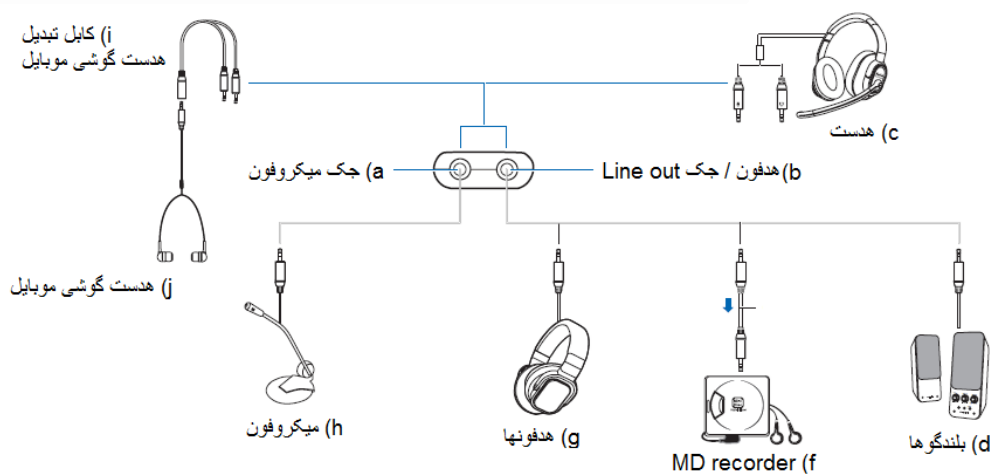 i) کابل تبدیل
هدست گوشی موبایل
c) هدست
a) جک میکروفون
b) هدفون / جک Line out
j) هدست گوشی موبایل
h) میکروفون
g) هدفونها
f) MD recorder
d) بلندگوها